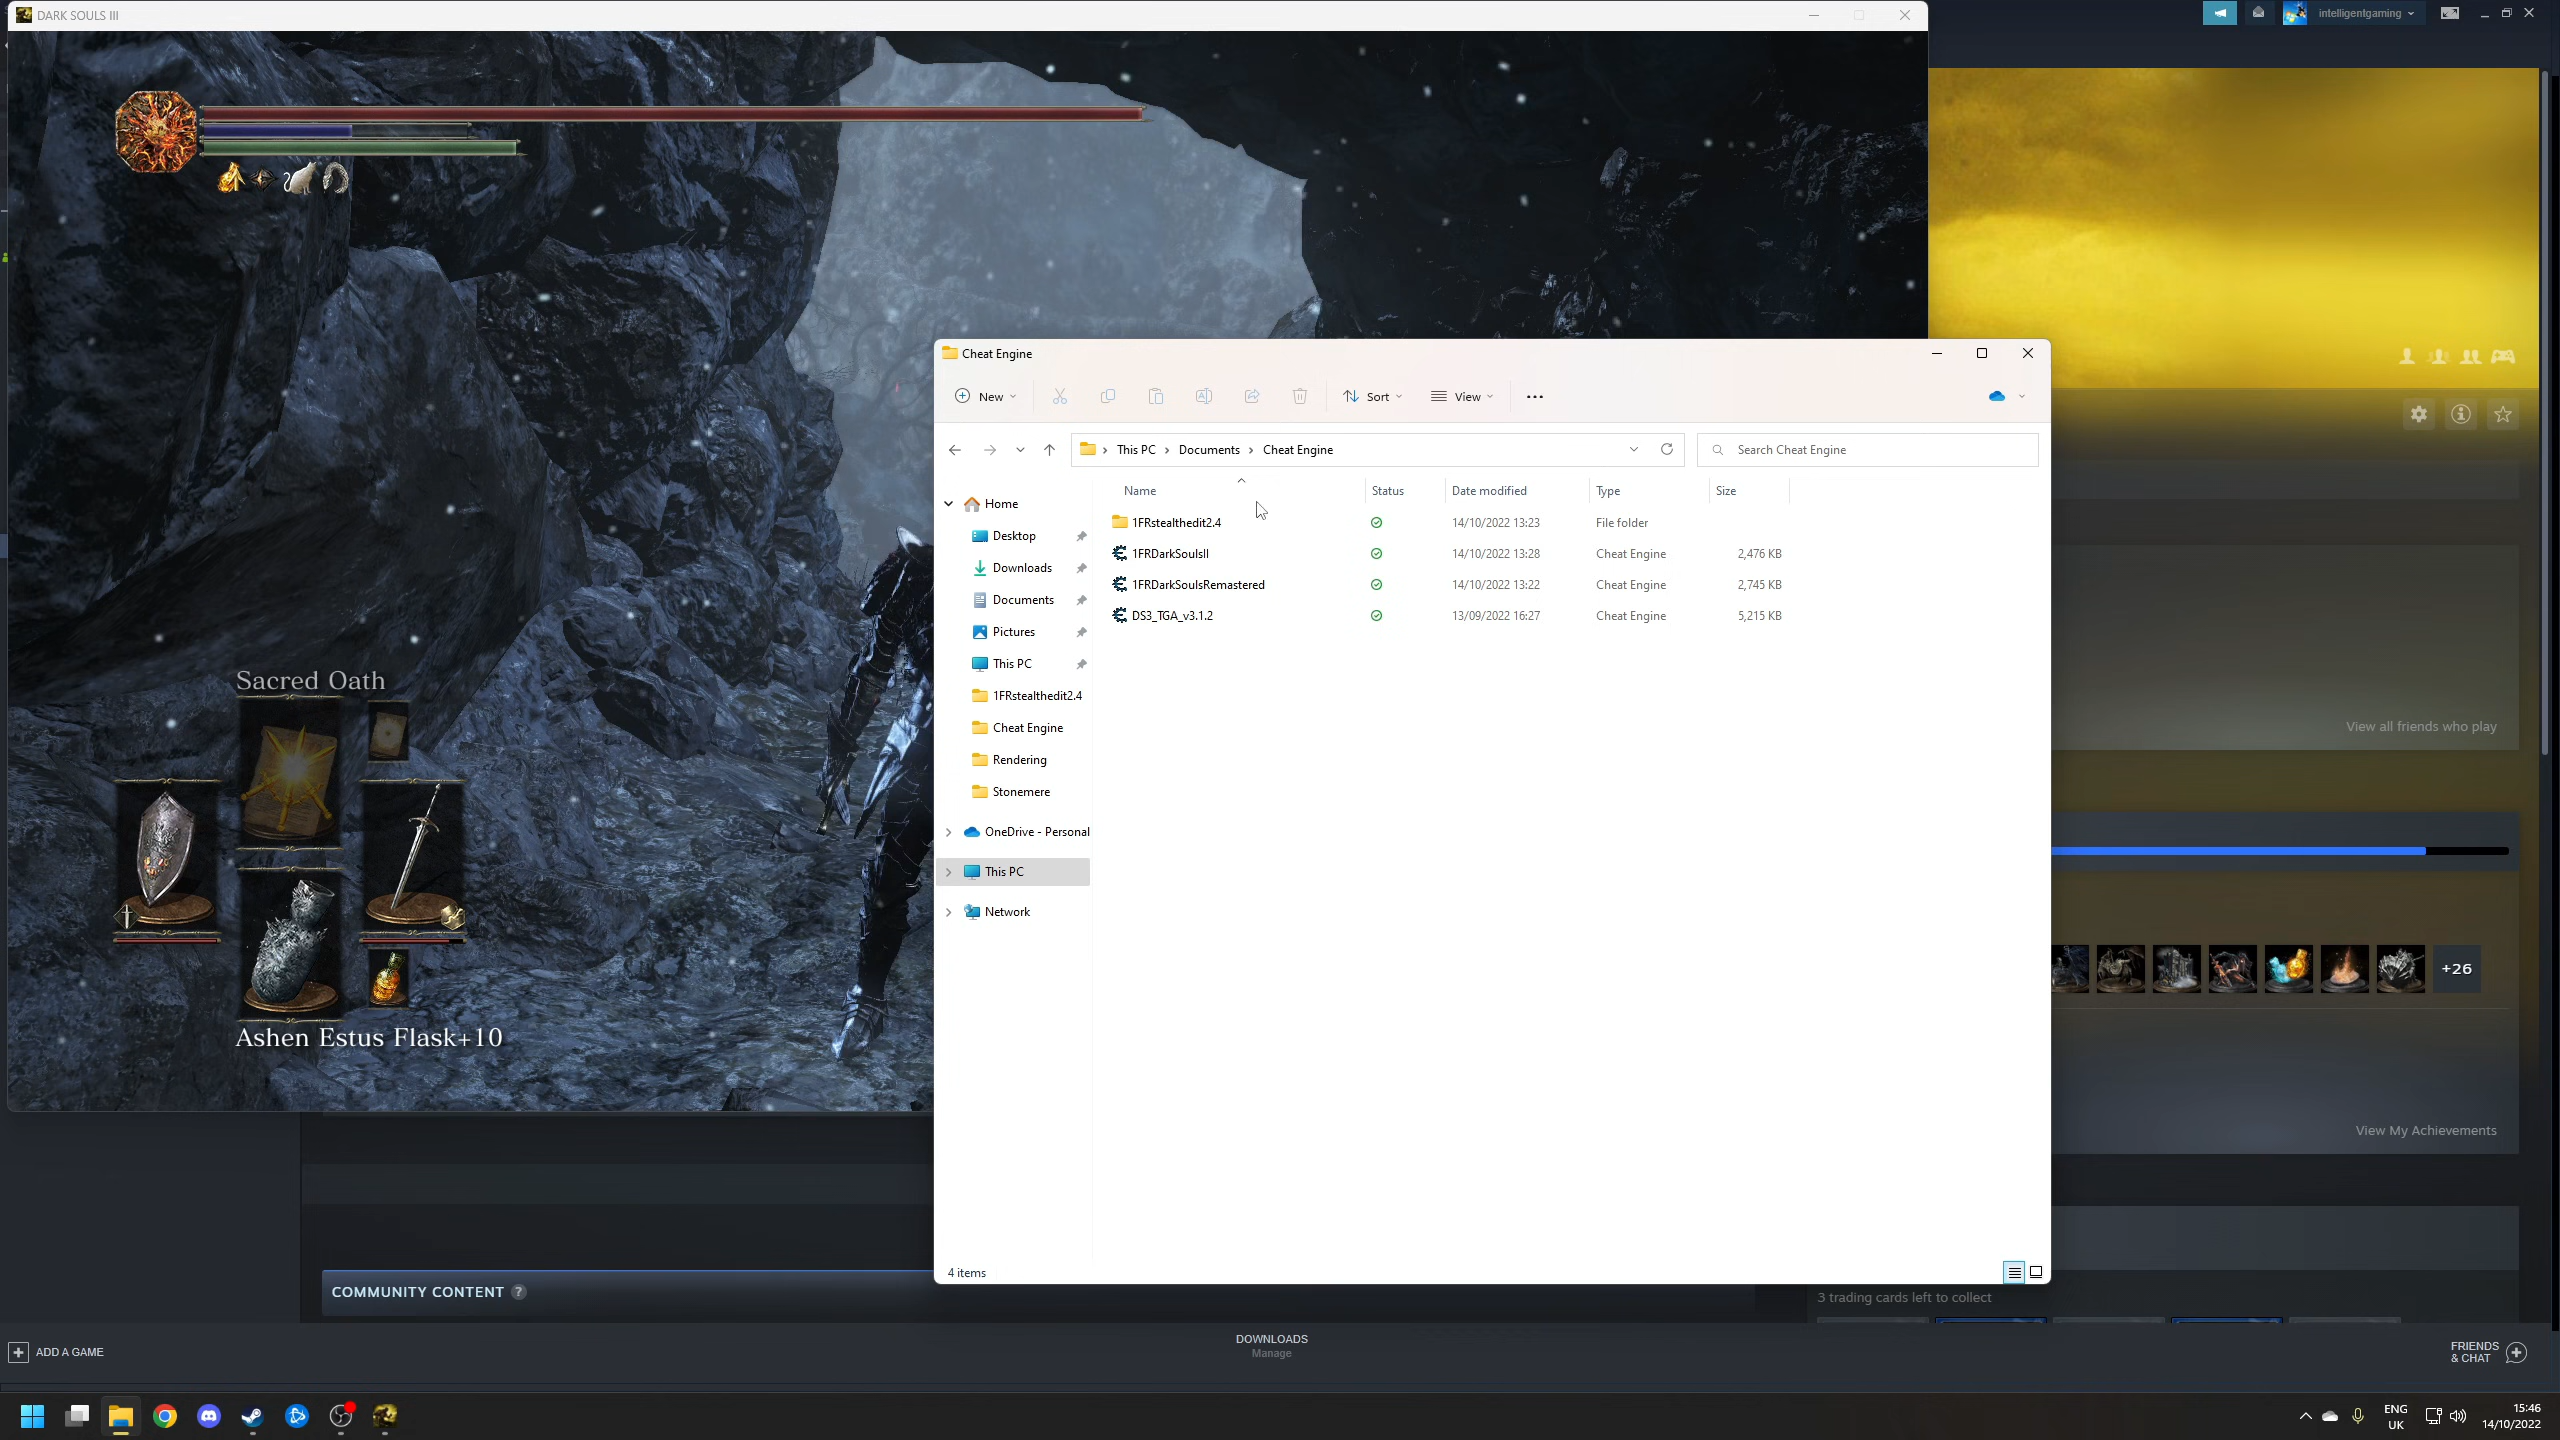 DARK SOULS III
intelligentgaming
Cheat Engine
New
Sort
View
This PC
Documents
Cheat Engine
Search Cheat Engine
Name
Status
Date modified
Type
Size
Home
Desktop
Downloads
Documents
Pictures
This PC
1FRstealthedit2.4
Cheat Engine
Rendering
Stonemere
OneDrive - Personal
This PC
Network
1FRstealthedit2.4 14/10/2022 13:23 File folder
1FRDarkSoulsII 14/10/2022 13:28 Cheat Engine 2,476 KB
1FRDarkSoulsRemastered 14/10/2022 13:22 Cheat Engine 2,745 KB
DS3_TGA_v3.1.2 13/09/2022 16:27 Cheat Engine 5,215 KB
4 items
Sacred Oath
Ashen Estus Flask+10
View all friends who play
+26
View My Achievements
COMMUNITY CONTENT ?
3 trading cards left to collect
ADD A GAME
DOWNLOADS
Manage
FRIENDS
& CHAT
ENG
UK
15:46
14/10/2022